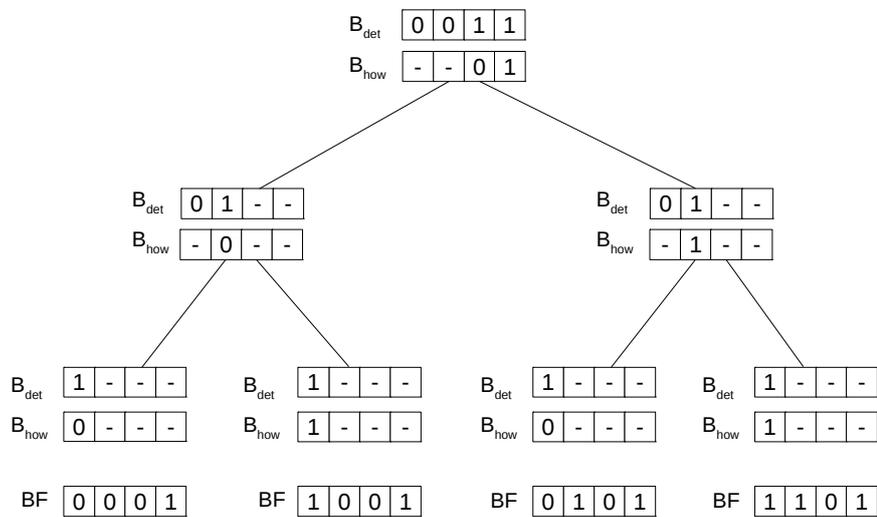 B_det 0 0 1 1
B_how - - 0 1
B_det 0 1 - - B_det 0 1 - -
B_how - 0 - - B_how - 1 - -
B_det 1 - - - B_det 1 - - - B_det 1 - - - B_det 1 - - -
B_how 0 - - - B_how 1 - - - B_how 0 - - - B_how 1 - - -
BF 0 0 0 1 BF 1 0 0 1 BF 0 1 0 1 BF 1 1 0 1